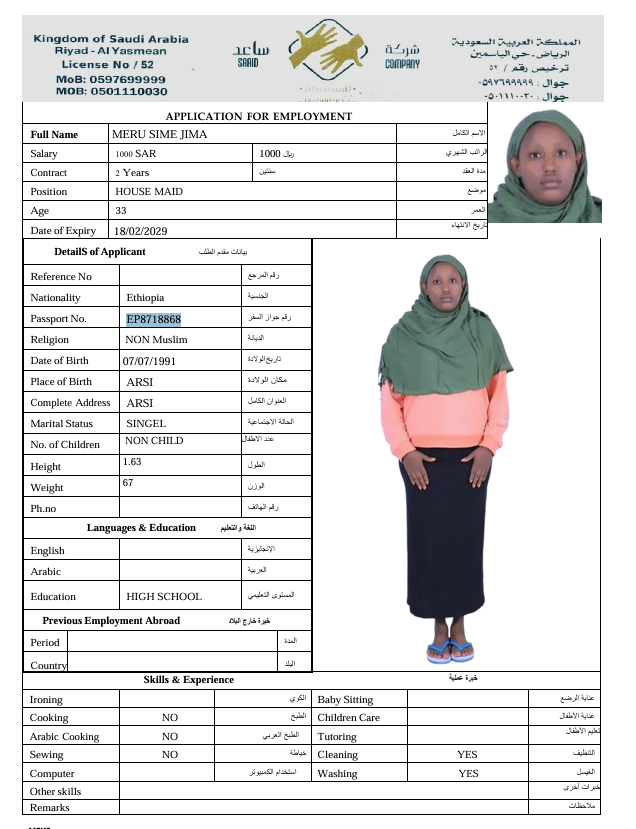 Kingdom of Saudi Arabia
Riyadh - Al Yasmean
License No / 52
MoB: 0597699999
MOB: 0501110030
ساعد
SAAID
شركة
COMPANY
المملكة العربية السعودية
الرياض - حي الياسمين
ترخيص رقم / ٥٢
جوال : ٠٥٩٧٦٩٩٩٩٩
جوال : ٠٥٠١١١٠٠٣٠
APPLICATION FOR EMPLOYMENT
Full Name MERU SIME JIMA الاسم الكامل
Salary 1000 SAR 1000 ريال الراتب الشهري
Contract 2 Years سنتين مدة العقد
Position HOUSE MAID موضع
Age 33 العمر
Date of Expiry 18/02/2029 تاريخ الانتهاء
DetailS of Applicant بيانات مقدم الطلب
Reference No رقم المرجع
Nationality Ethiopia الجنسية
Passport No. EP8718868 رقم جواز السفر
Religion NON Muslim الديانة
Date of Birth 07/07/1991 تاريخ الولادة
Place of Birth ARSI مكان الولادة
Complete Address ARSI العنوان الكامل
Marital Status SINGEL الحالة الاجتماعية
No. of Children NON CHILD عدد الاطفال
Height 1.63 الطول
Weight 67 الوزن
Ph.no رقم الهاتف
Languages & Education اللغة والتعليم
English الإنجليزية
Arabic العربية
Education HIGH SCHOOL المستوى التعليمي
Previous Employment Abroad خبرة خارج البلاد
Period المدة
Country البلد
Skills & Experience خبرة عملية
Ironing الكوي Baby Sitting عناية الرضع
Cooking NO الطبخ Children Care عناية الأطفال
Arabic Cooking NO الطبخ العربي Tutoring تعليم الأطفال
Sewing NO خياطة Cleaning YES التنظيف
Computer استخدام الكمبيوتر Washing YES الغسيل
Other skills خبرات أخرى
Remarks ملاحظات